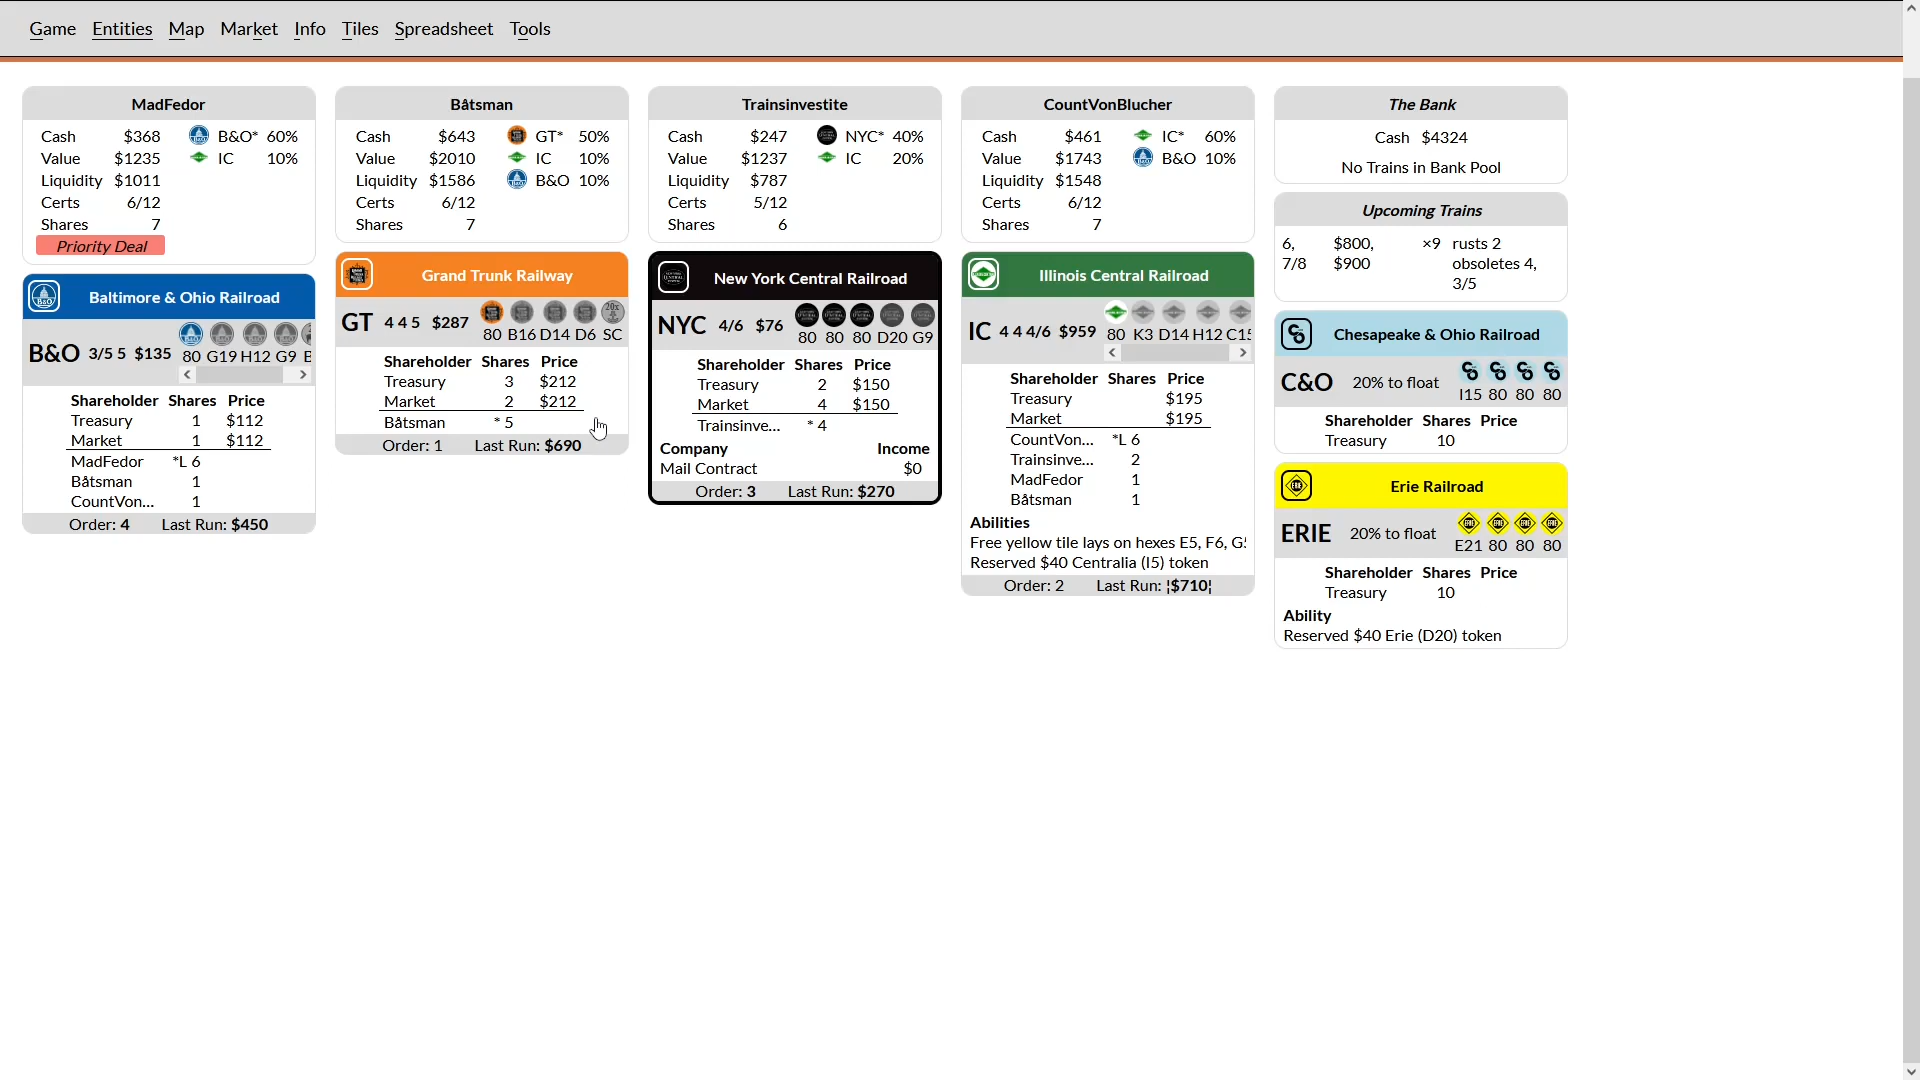 Game Entities Map Market Info Tiles Spreadsheet Tools
MadFedor
Cash $368 B&O* 60%
Value $1235 IC 10%
Liquidity $1011
Certs 6/12
Shares 7
Priority Deal
Baltimore & Ohio Railroad
B&O 3/5 5 $135 80 G19 H12 G9
Shareholder Shares Price
Treasury 1 $112
Market 1 $112
MadFedor *L 6
Båtsman 1
CountVon... 1
Order: 4 Last Run: $450
Båtsman
Cash $643 GT* 50%
Value $2010 IC 10%
Liquidity $1586 B&O 10%
Certs 6/12
Shares 7
Grand Trunk Railway
GT 4 4 5 $287 80 B16 D14 D6 SC
Shareholder Shares Price
Treasury 3 $212
Market 2 $212
Båtsman * 5
Order: 1 Last Run: $690
Trainsinvestite
Cash $247 NYC* 40%
Value $1237 IC 20%
Liquidity $787
Certs 5/12
Shares 6
New York Central Railroad
NYC 4/6 $76 80 80 80 D20 G9
Shareholder Shares Price
Treasury 2 $150
Market 4 $150
Trainsinve... * 4
Company Income
Mail Contract $0
Order: 3 Last Run: $270
CountVonBlucher
Cash $461 IC* 60%
Value $1743 B&O 10%
Liquidity $1548
Certs 6/12
Shares 7
Illinois Central Railroad
IC 4 4 4/6 $959 80 K3 D14 H12 C15
Shareholder Shares Price
Treasury $195
Market $195
CountVon... *L 6
Trainsinve... 2
MadFedor 1
Båtsman 1
Abilities
Free yellow tile lays on hexes E5, F6, G5
Reserved $40 Centralia (I5) token
Order: 2 Last Run: ¦$710¦
The Bank
Cash $4324
No Trains in Bank Pool
Upcoming Trains
6, $800, ×9 rusts 2
7/8 $900 obsoletes 4,
3/5
Chesapeake & Ohio Railroad
C&O 20% to float I15 80 80 80
Shareholder Shares Price
Treasury 10
Erie Railroad
ERIE 20% to float E21 80 80 80
Shareholder Shares Price
Treasury 10
Ability
Reserved $40 Erie (D20) token